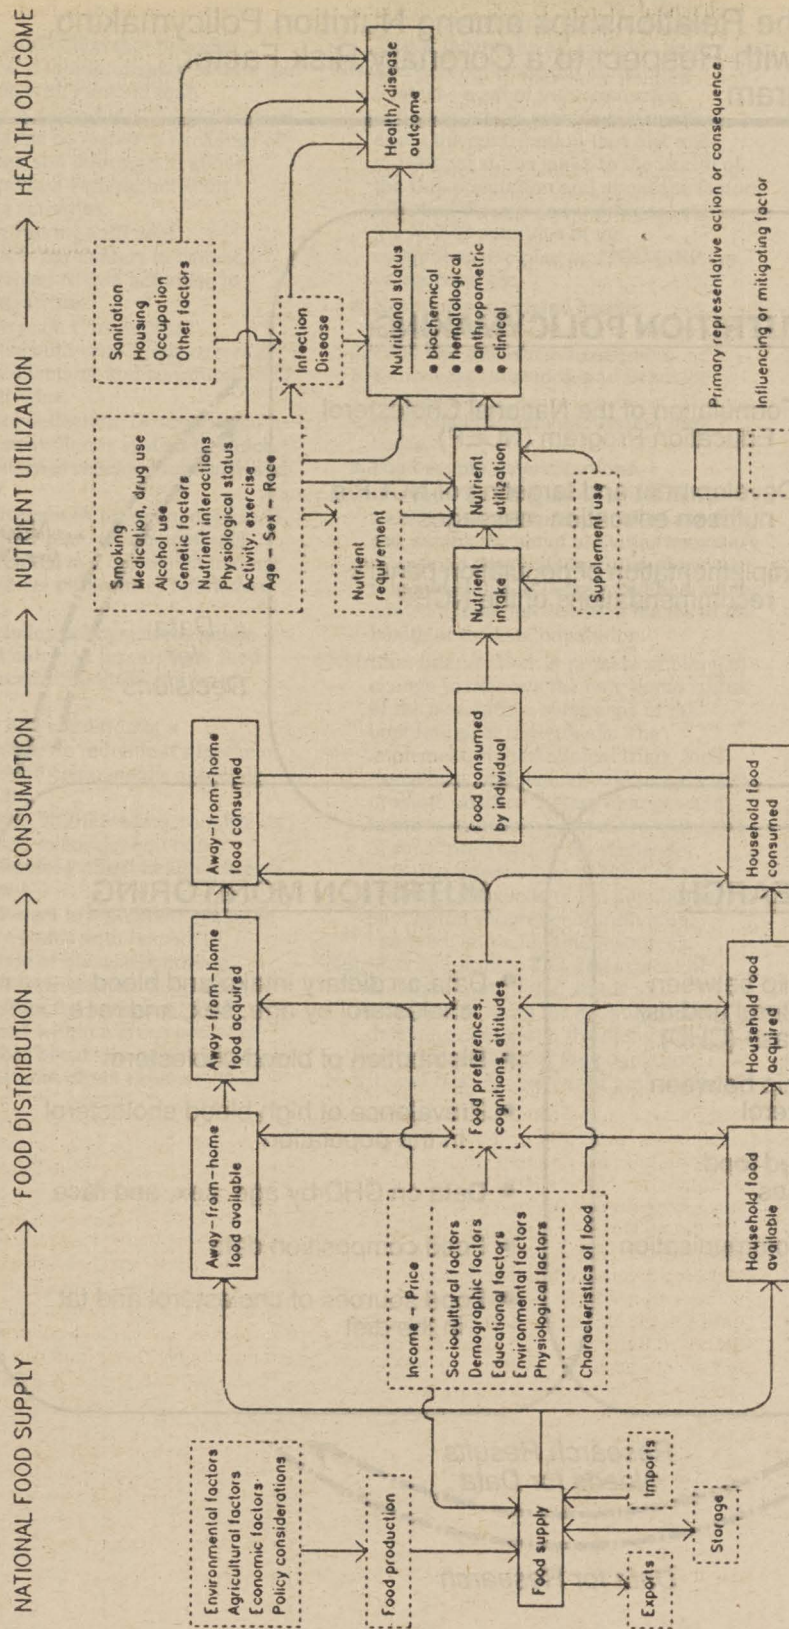 NATIONAL FOOD SUPPLY → FOOD DISTRIBUTION → CONSUMPTION → NUTRIENT UTILIZATION → HEALTH OUTCOME
Environmental factors
Agricultural factors
Economic factors
Policy considerations
Food production
Food supply
Exports
Imports
Storage
Income – Price
Sociocultural factors
Demographic factors
Educational factors
Environmental factors
Physiological factors
Characteristics of food
Away-from-home
food available
Away-from-home
food acquired
Away-from-home
food consumed
Food preferences,
cognitions, attitudes
Household food
available
Household food
acquired
Household food
consumed
Food consumed
by individual
Smoking
Medication, drug use
Alcohol use
Genetic factors
Nutrient interactions
Physiological status
Activity, exercise
Age – Sex – Race
Nutrient
requirement
Nutrient
intake
Nutrient
utilization
Supplement use
Sanitation
Housing
Occupation
Other factors
Infection
Disease
Nutritional status
• biochemical
• hematological
• anthropometric
• clinical
Health/disease
outcome
Primary representative action or consequence
Influencing or mitigating factor